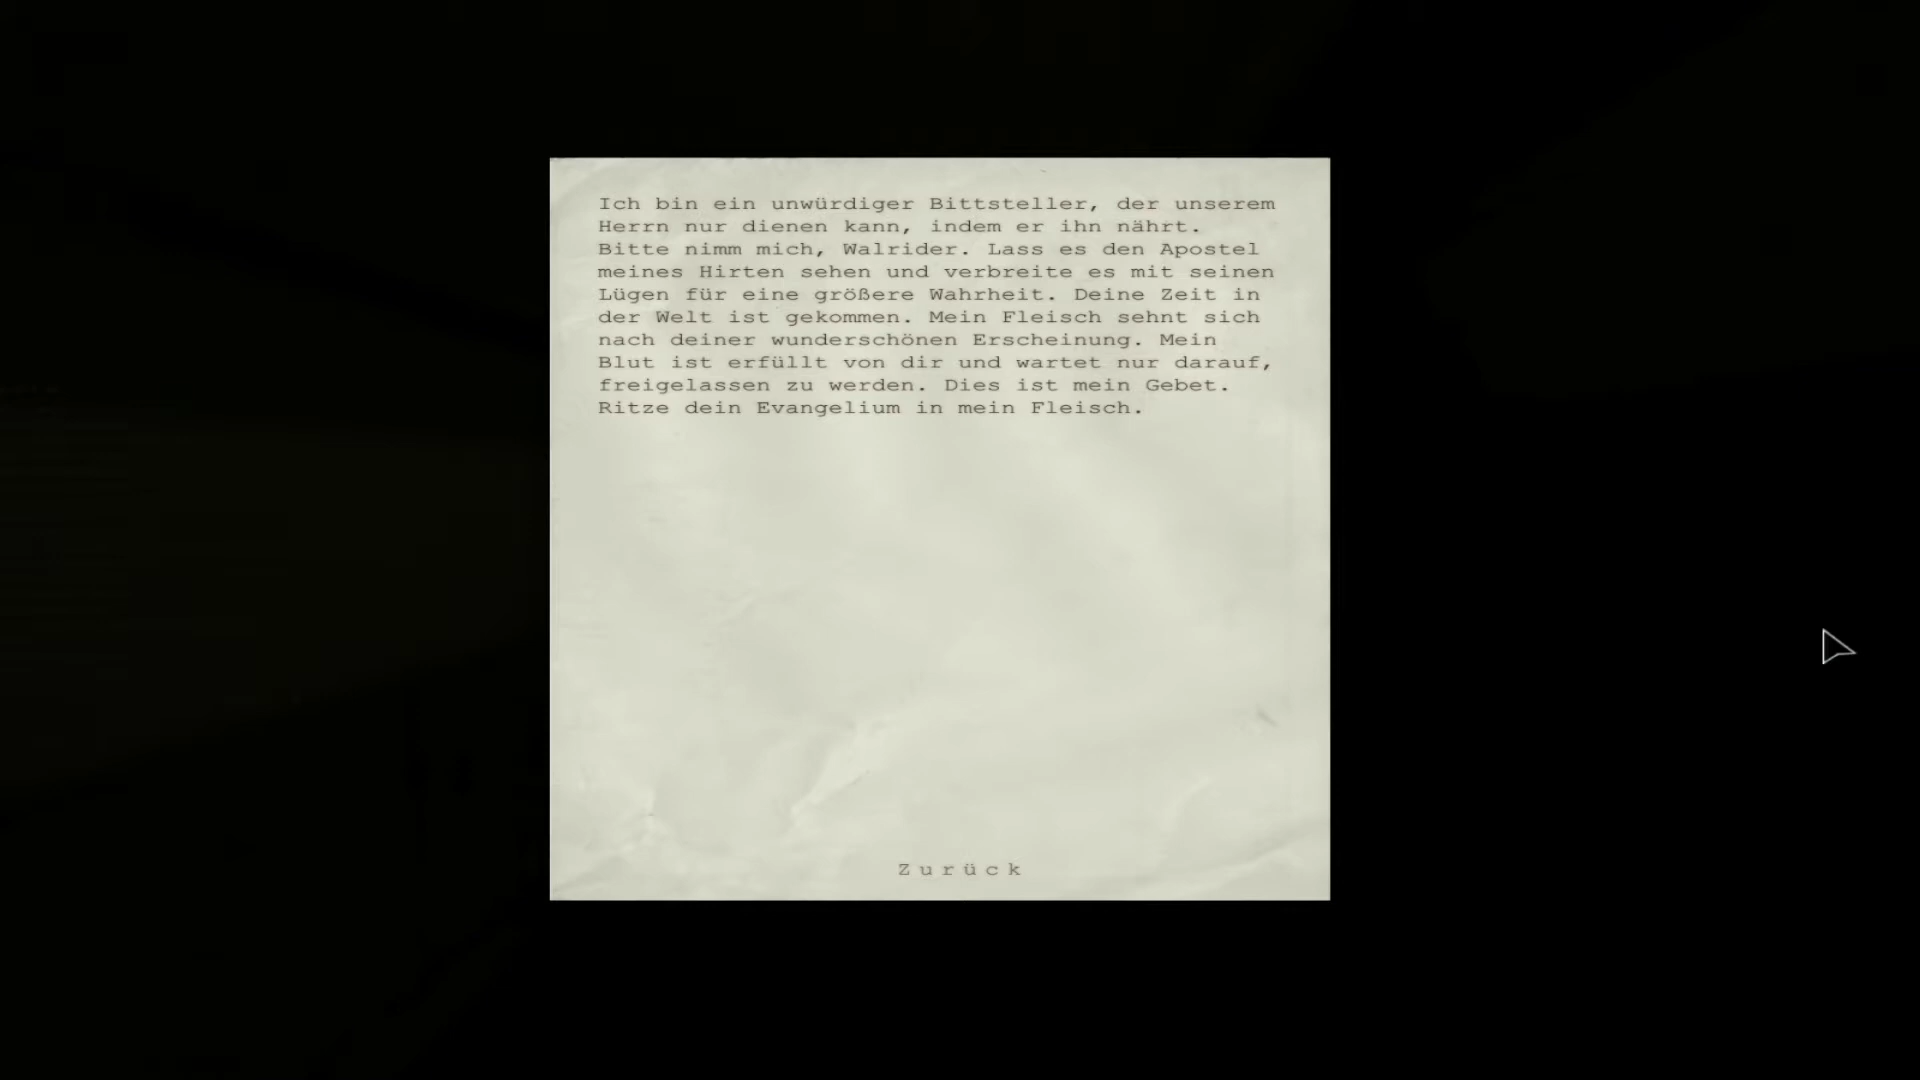 Ich bin ein unwürdiger Bittsteller, der unserem
Herrn nur dienen kann, indem er ihn nährt.
Bitte nimm mich, Walrider. Lass es den Apostel
meines Hirten sehen und verbreite es mit seinen
Lügen für eine größere Wahrheit. Deine Zeit in
der Welt ist gekommen. Mein Fleisch sehnt sich
nach deiner wunderschönen Erscheinung. Mein
Blut ist erfüllt von dir und wartet nur darauf,
freigelassen zu werden. Dies ist mein Gebet.
Ritze dein Evangelium in mein Fleisch.
Zurück